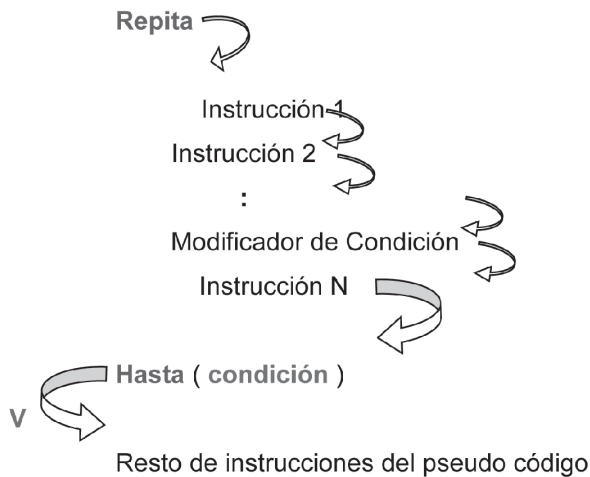 Repita
Instrucción 1
Instrucción 2
:
Modificador de Condición
Instrucción N
Hasta ( condición )
V
Resto de instrucciones del pseudo código